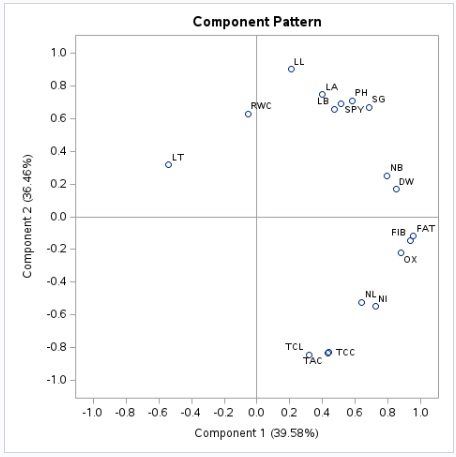 Component Pattern
1.0
0.8
0.6
0.4
0.2
0.0
-0.2
-0.4
-0.6
-0.8
-1.0
Component 2 (36.46%)
LL
LA
PH
LB
SPY
SG
RWC
LT
NB
DW
FIB
FAT
OX
NL
NI
TCL
TAC
TCC
-1.0 -0.8 -0.6 -0.4 -0.2 0.0 0.2 0.4 0.6 0.8 1.0
Component 1 (39.58%)